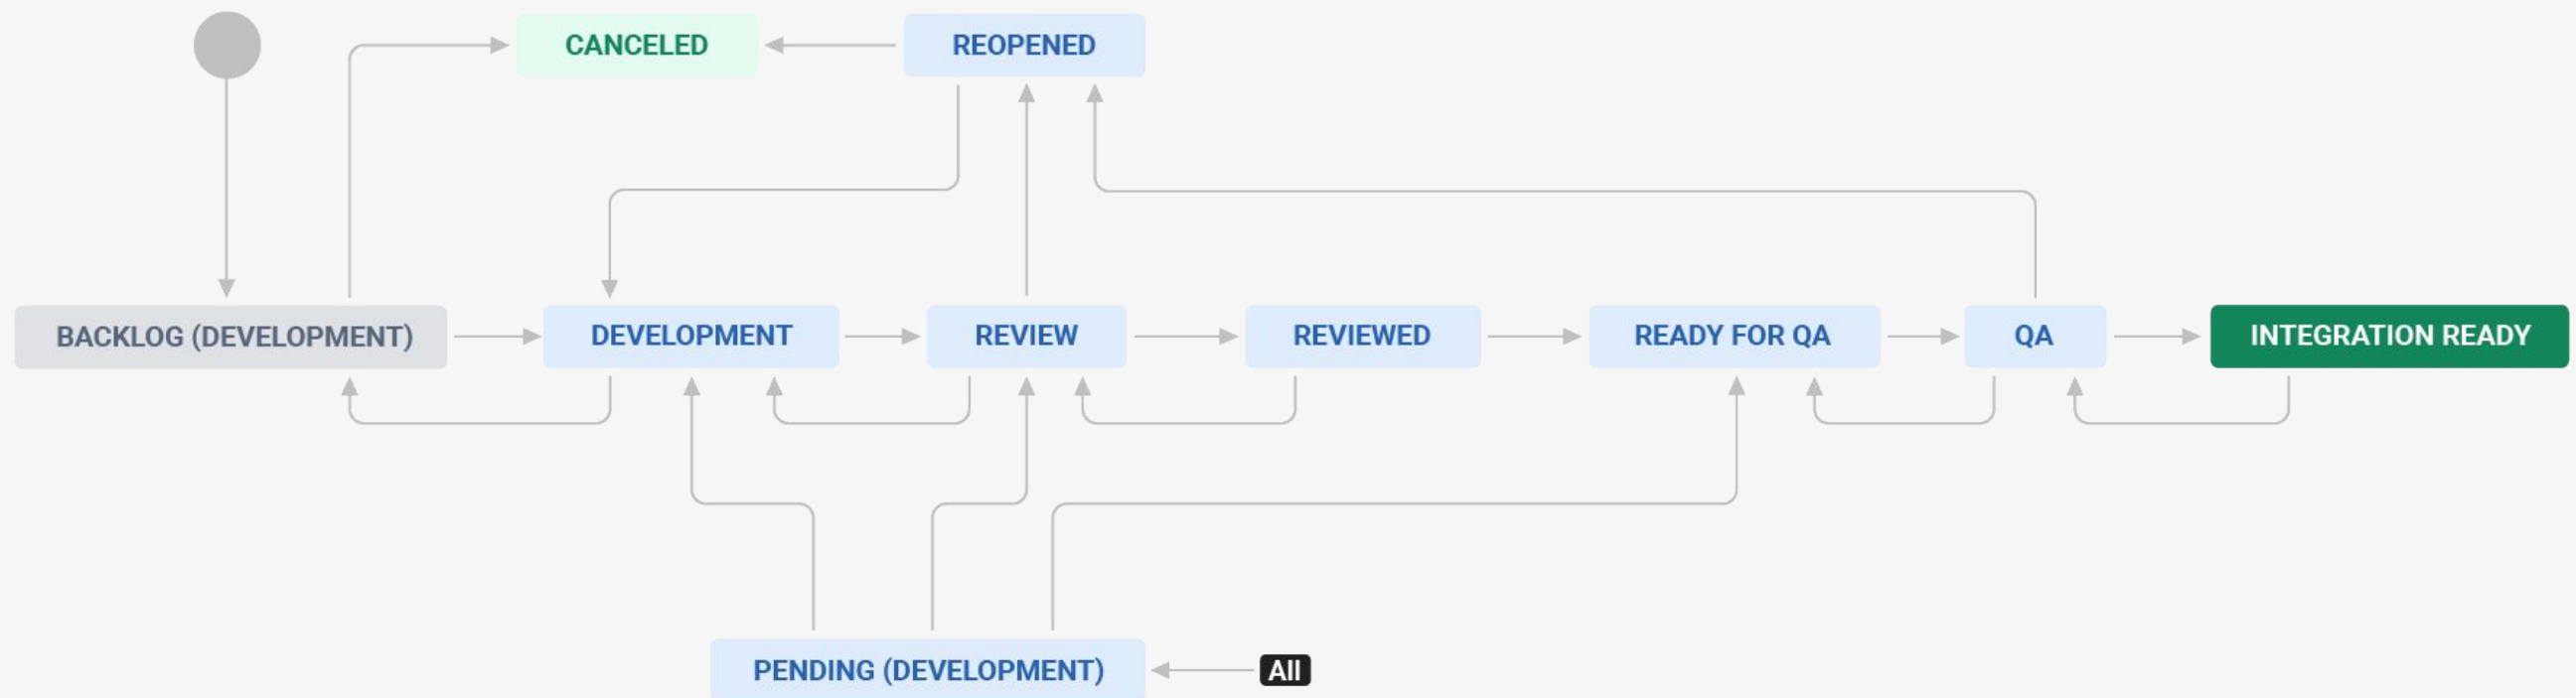 CANCELED
REOPENED
BACKLOG (DEVELOPMENT)
DEVELOPMENT
REVIEW
REVIEWED
READY FOR QA
QA
INTEGRATION READY
PENDING (DEVELOPMENT)
All